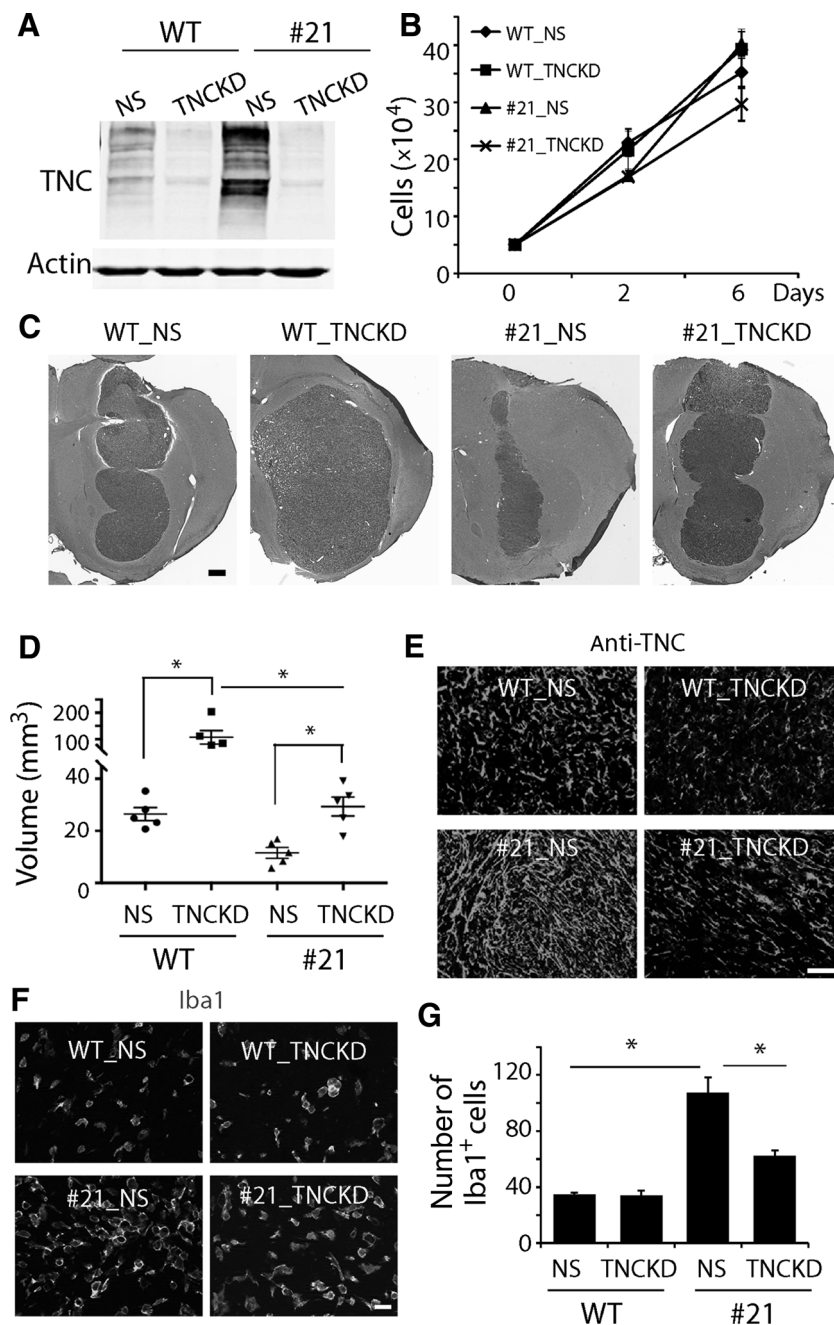 A
WT #21
NS TNCKD NS TNCKD
TNC
Actin
B
WT_NS
WT_TNCKD
#21_NS
#21_TNCKD
Cells (×10⁴)
40
30
20
10
0
0 2 6 Days
C
WT_NS WT_TNCKD #21_NS #21_TNCKD
D
* * *
Volume (mm³)
200
100
40
20
0
NS TNCKD NS TNCKD
WT #21
E
Anti-TNC
WT_NS WT_TNCKD
#21_NS #21_TNCKD
F
Iba1
WT_NS WT_TNCKD
#21_NS #21_TNCKD
G
* *
Number of
Iba1⁺ cells
120
80
40
0
NS TNCKD NS TNCKD
WT #21